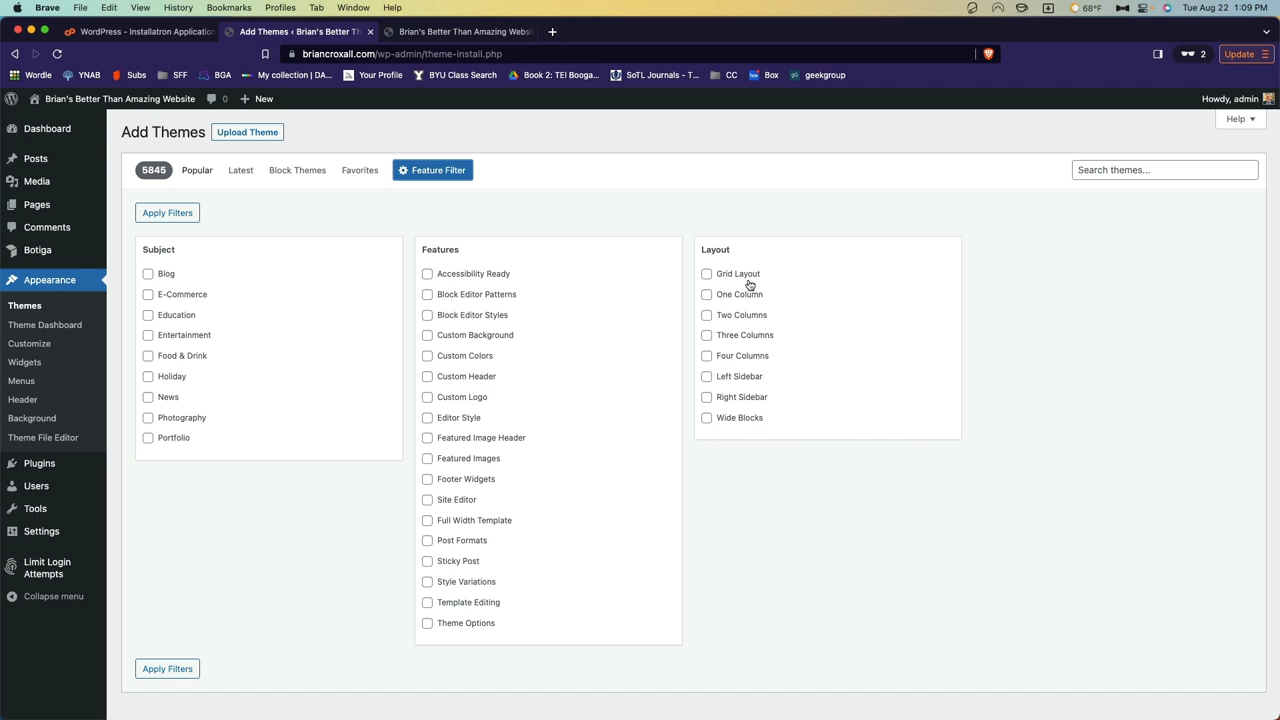 Brave File Edit View History Bookmarks Profiles Tab Window Help 68°F Tue Aug 22 1:09 PM
WordPress - Installatron Application Add Themes ‹ Brian's Better Th Brian's Better Than Amazing Websi
briancroxall.com/wp-admin/theme-install.php 2 Update
Wordle YNAB Subs SFF BGA My collection | DA... Your Profile BYU Class Search Book 2: TEI Booga... SoTL Journals - T... CC Box geekgroup
Brian's Better Than Amazing Website 0 New Howdy, admin
Help
Add Themes Upload Theme
5845 Popular Latest Block Themes Favorites Feature Filter Search themes...
Apply Filters
Dashboard
Posts
Media
Pages
Comments
Botiga
Appearance
Themes
Theme Dashboard
Customize
Widgets
Menus
Header
Background
Theme File Editor
Plugins
Users
Tools
Settings
Limit Login
Attempts
Collapse menu
Subject
Blog
E-Commerce
Education
Entertainment
Food & Drink
Holiday
News
Photography
Portfolio
Features
Accessibility Ready
Block Editor Patterns
Block Editor Styles
Custom Background
Custom Colors
Custom Header
Custom Logo
Editor Style
Featured Image Header
Featured Images
Footer Widgets
Site Editor
Full Width Template
Post Formats
Sticky Post
Style Variations
Template Editing
Theme Options
Layout
Grid Layout
One Column
Two Columns
Three Columns
Four Columns
Left Sidebar
Right Sidebar
Wide Blocks
Apply Filters